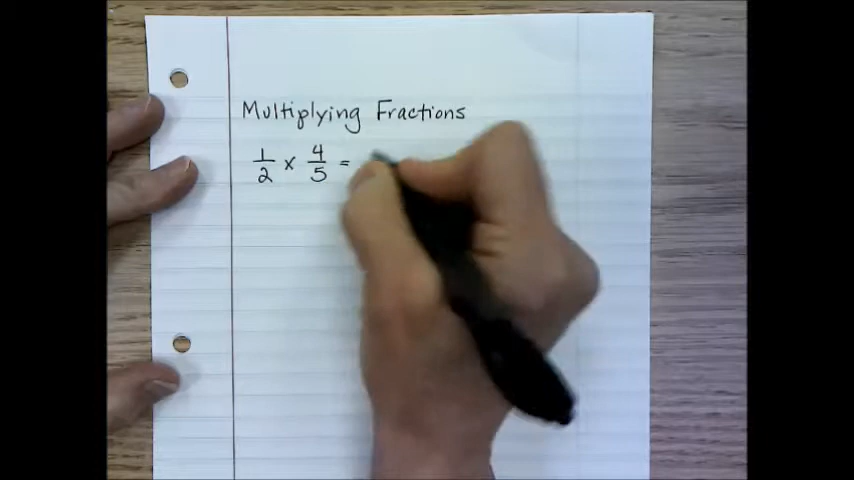 Multiplying Fractions
1/2 x 4/5 =